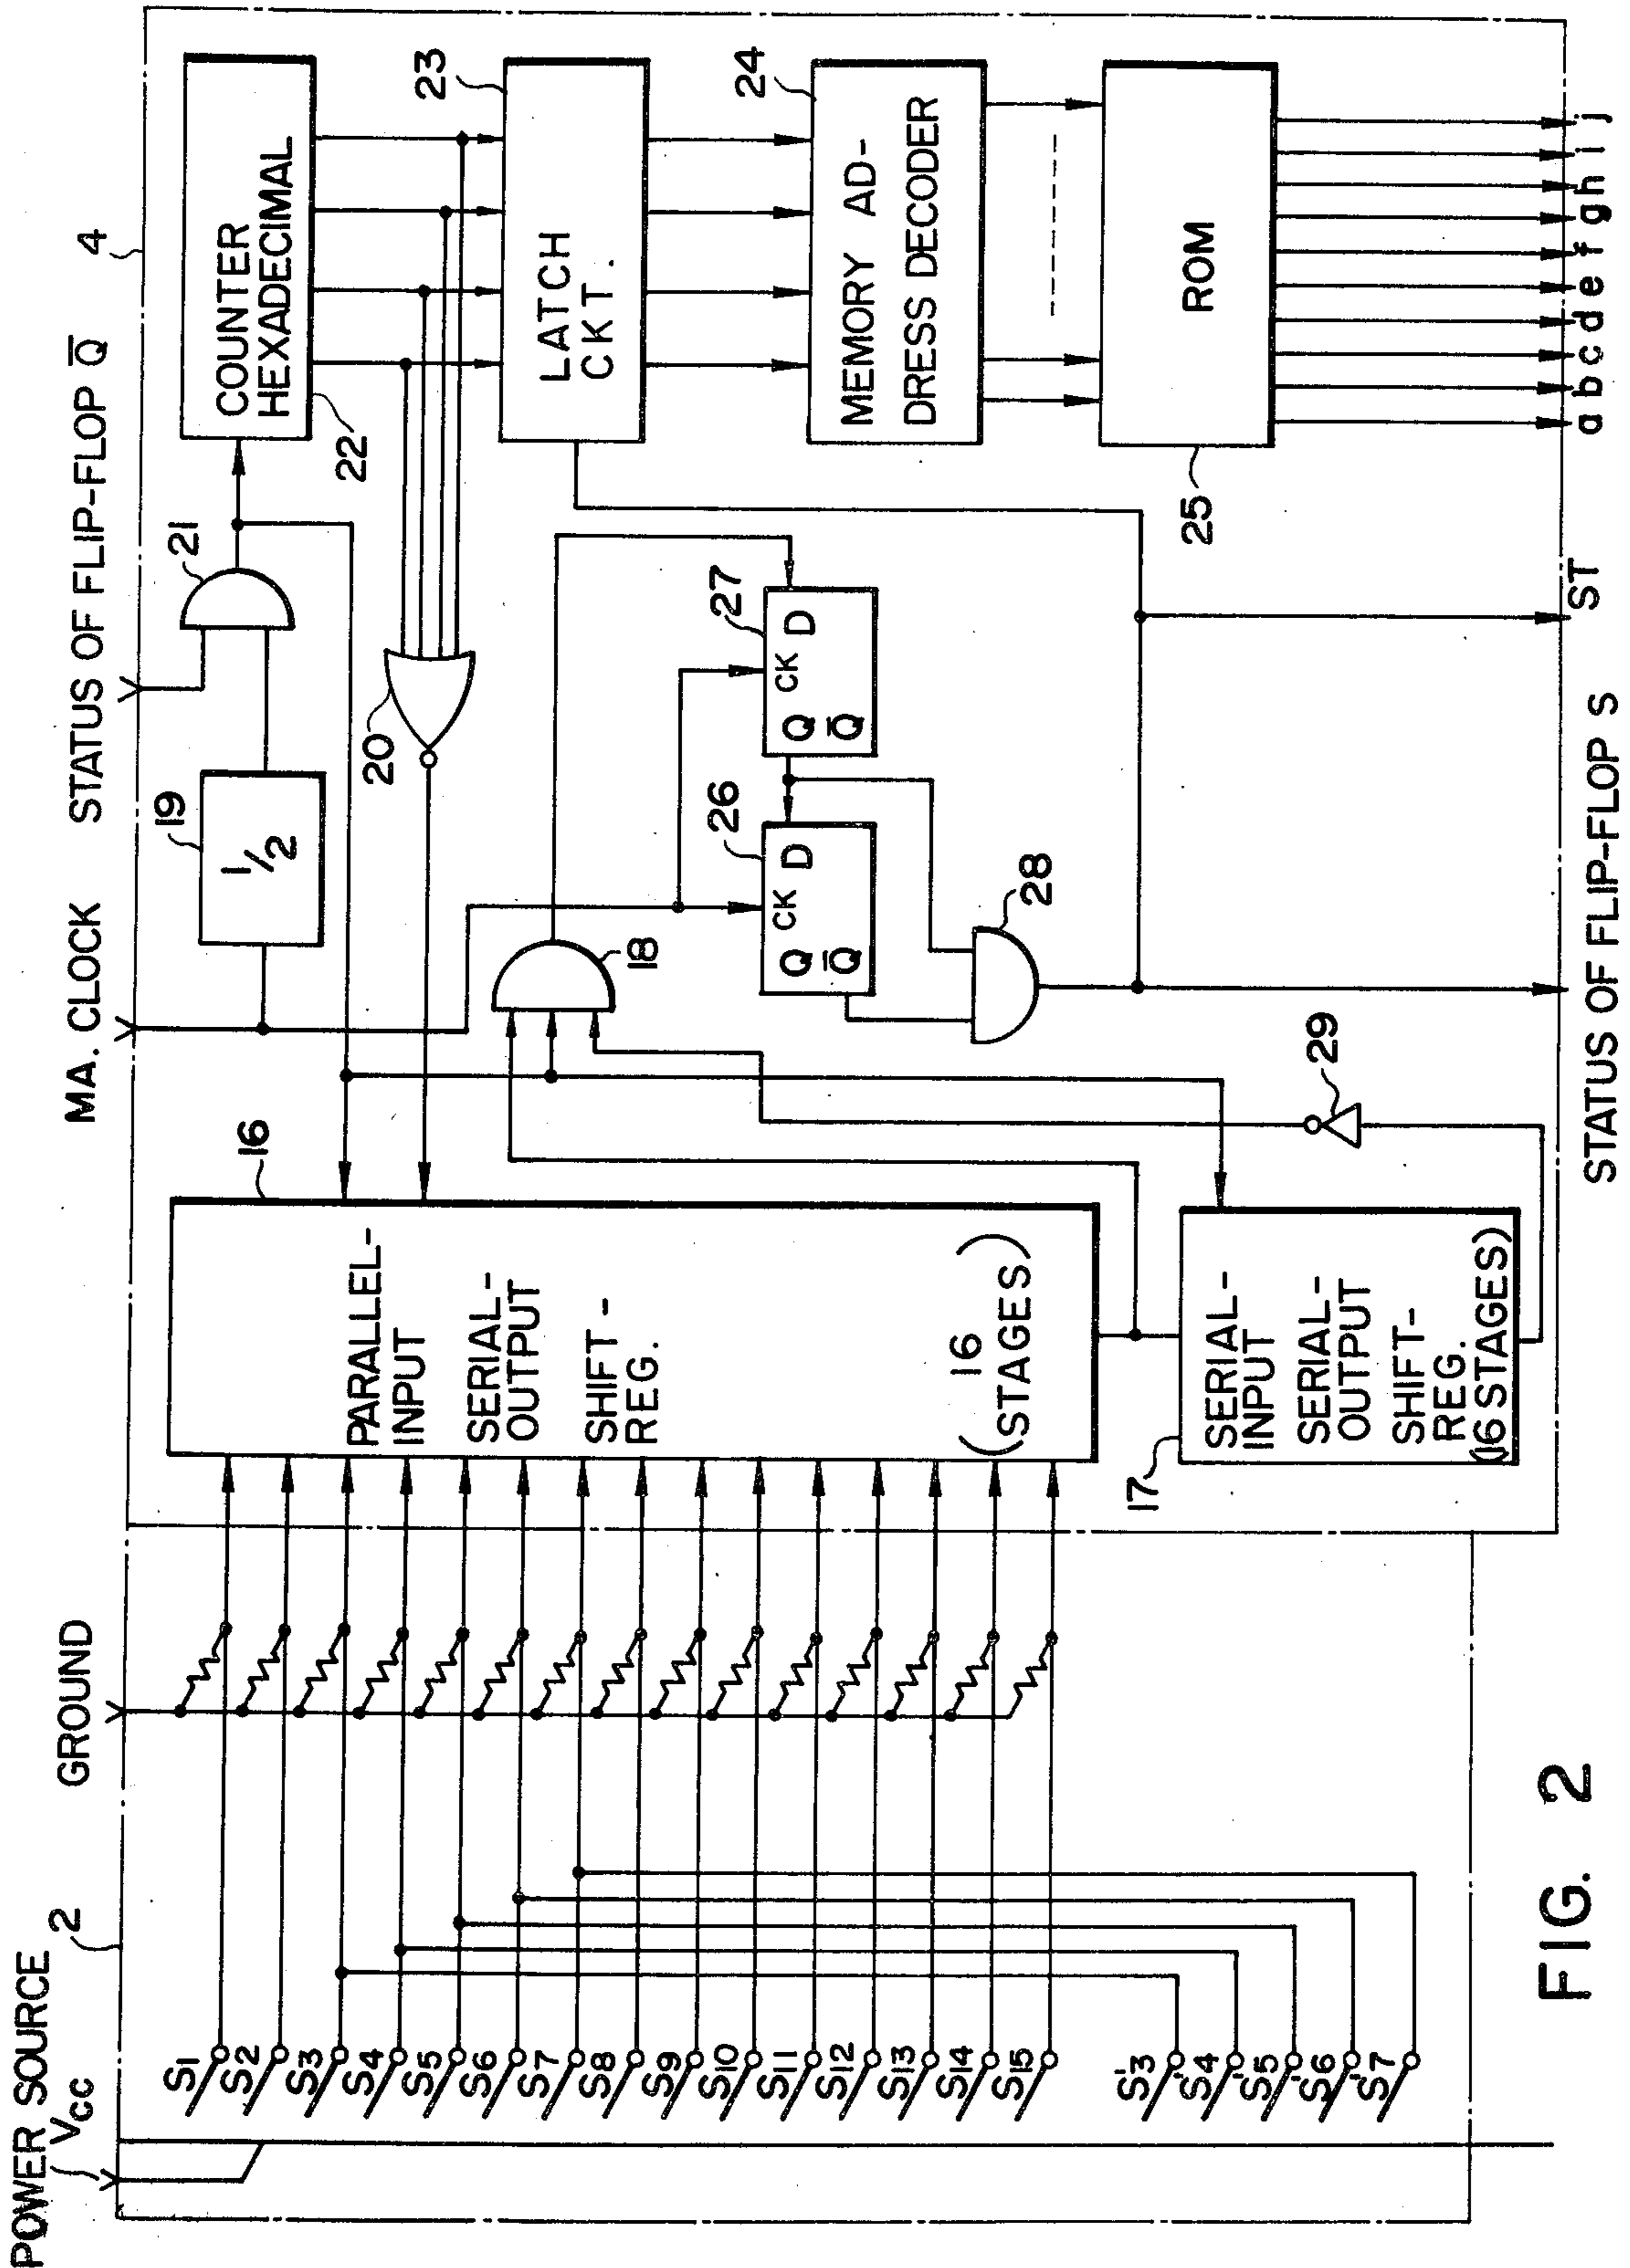 POWER SOURCE
Vcc
2
GROUND
MA. CLOCK
STATUS OF FLIP-FLOP Q̅
4
S1
S2
S3
S4
S5
S6
S7
S8
S9
S10
S11
S12
S13
S14
S15
S'3
S'4
S'5
S'6
S'7
16
PARALLEL-
INPUT
SERIAL-
OUTPUT
SHIFT-
REG.
(16
STAGES)
17
SERIAL-
INPUT
SERIAL-
OUTPUT
SHIFT-
REG.
(16 STAGES)
29
18
19
1/2
20
21
22
COUNTER
HEXADECIMAL
23
LATCH
CKT.
24
MEMORY AD-
DRESS DECODER
25
ROM
26
CK D
Q
Q̅
27
CK D
Q
Q̅
28
STATUS OF FLIP-FLOP S
ST
a b c d e f g h i j
FIG. 2